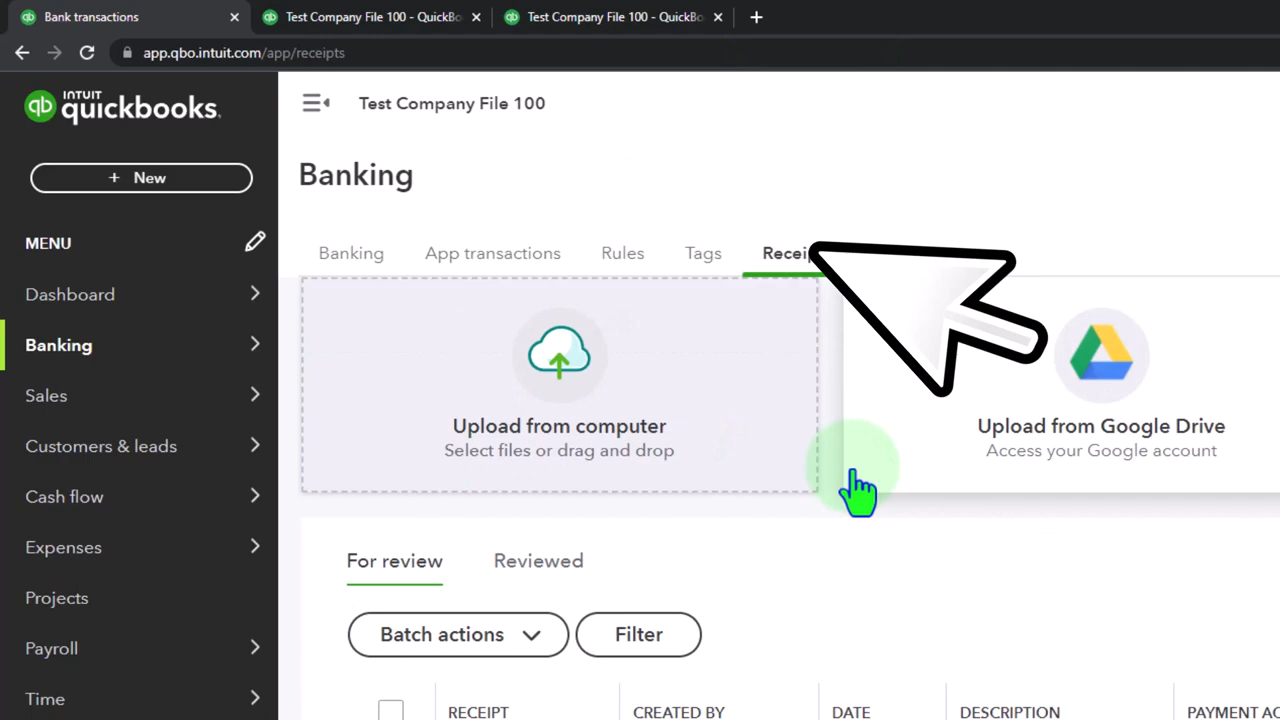 Bank transactions
Test Company File 100 - QuickBo
Test Company File 100 - QuickBo
app.qbo.intuit.com/app/receipts
INTUIT
quickbooks.
qb
Test Company File 100
+ New
Banking
MENU
Banking App transactions Rules Tags
Dashboard
Banking
Sales
Customers & leads
Cash flow
Expenses
Projects
Payroll
Time
Upload from computer
Select files or drag and drop
Upload from Google Drive
Access your Google account
For review Reviewed
Batch actions Filter
RECEIPT CREATED BY DATE DESCRIPTION PAYMENT AC